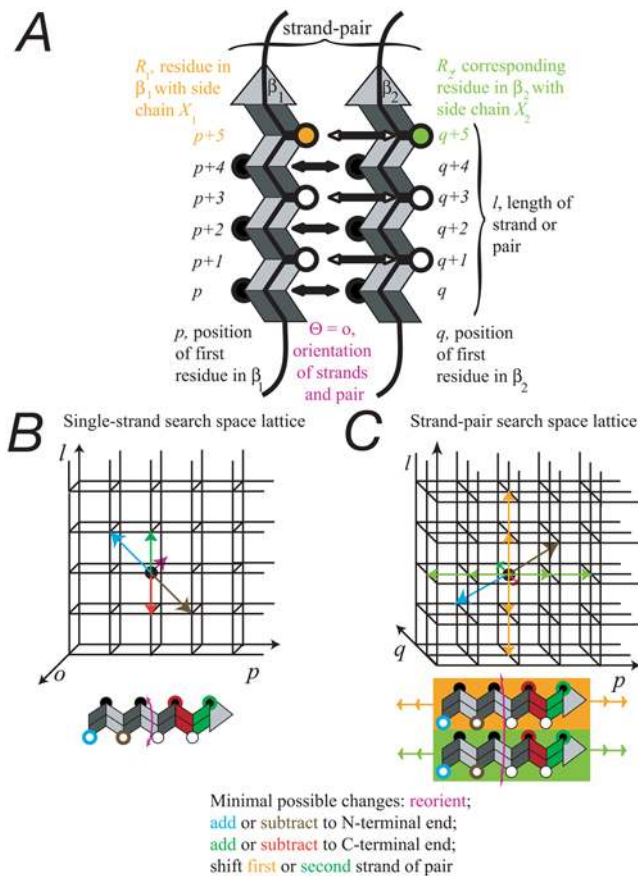 A
strand-pair
R1, residue in
β1 with side
chain X1
β1
β2
R2, corresponding
residue in β2 with
side chain X2
p+5
q+5
p+4
q+4
p+3
q+3
p+2
q+2
p+1
q+1
p
q
l, length of
strand or
pair
p, position
of first
residue in β1
Θ = o,
orientation
of strands
and pair
q, position
of first
residue in β2
B
Single-strand search space lattice
l
o
p
C
Strand-pair search space lattice
l
q
p
Minimal possible changes: reorient;
add or subtract to N-terminal end;
add or subtract to C-terminal end;
shift first or second strand of pair